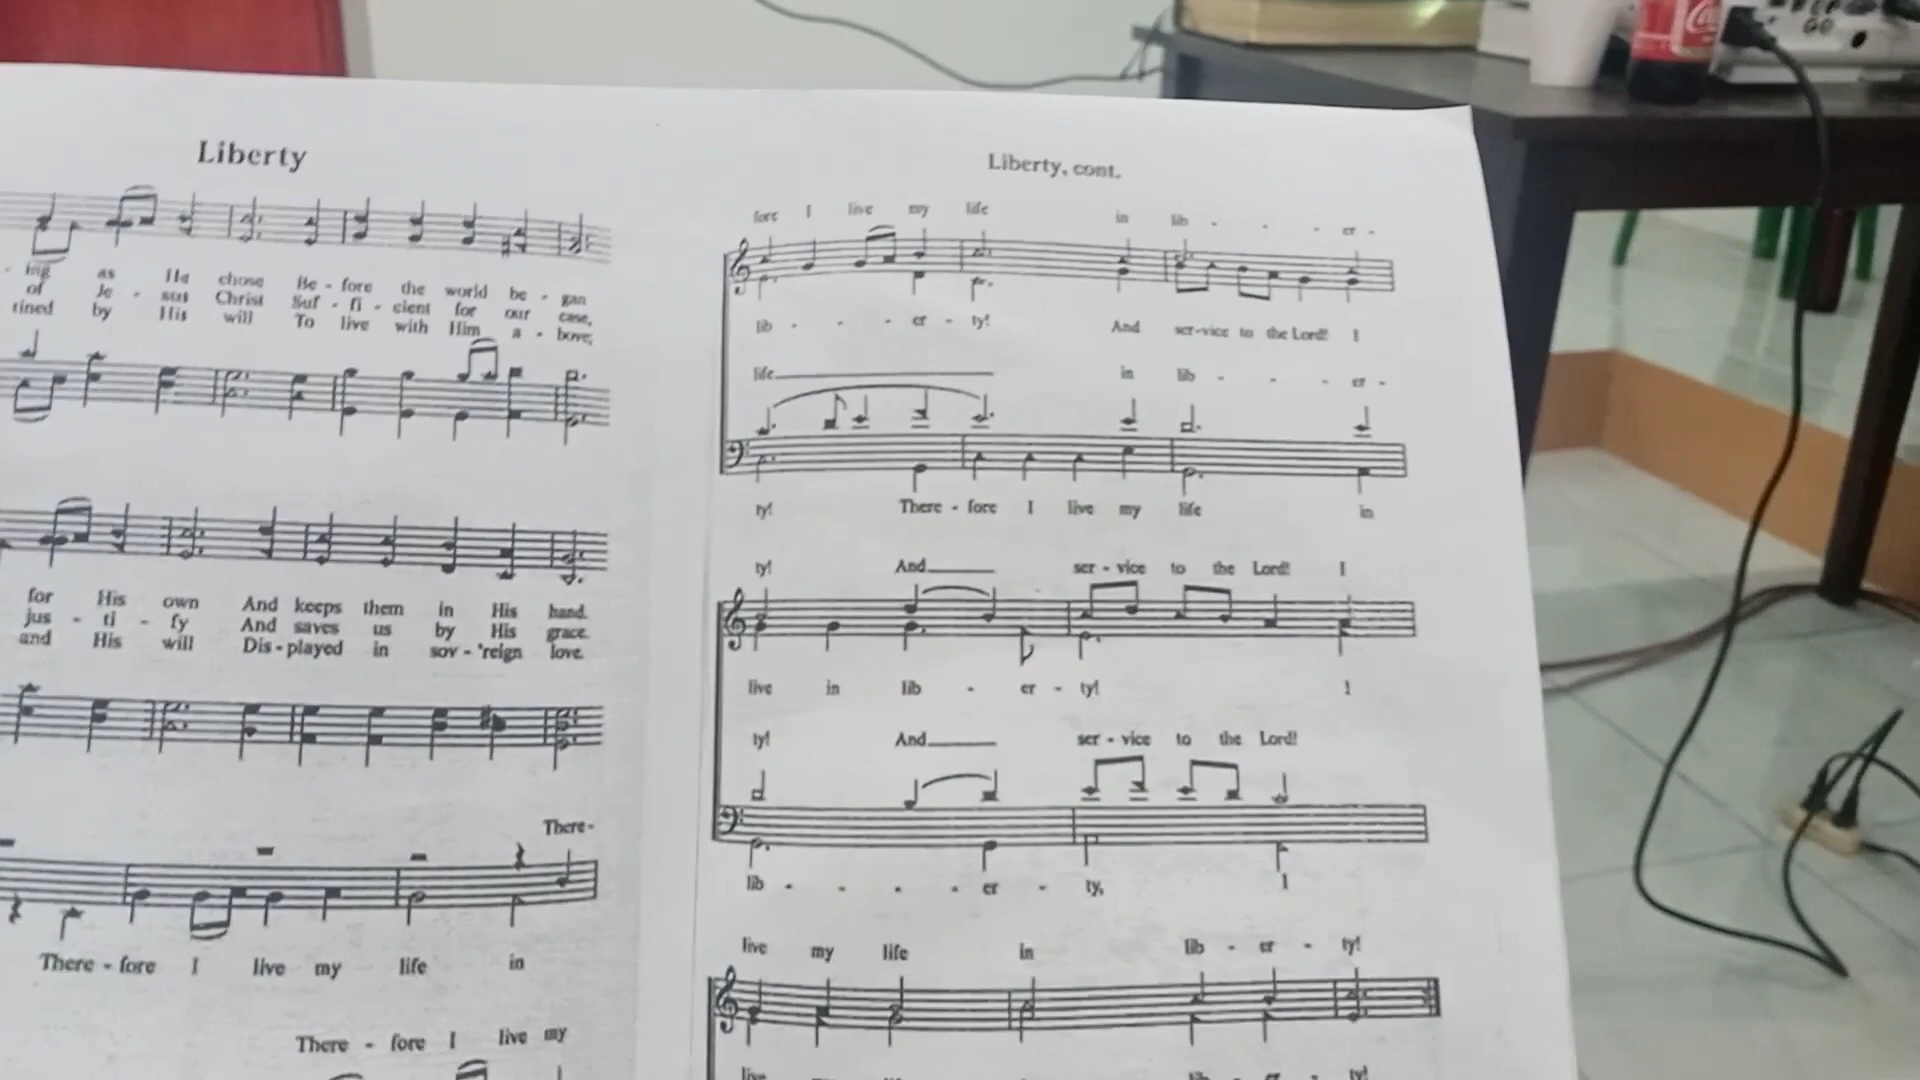 Liberty
ing as He chose Be - fore the world be - gan
of Je - sus Christ Suf - fi - cient for our case,
tined by His will To live with Him a - bove;
for His own And keeps them in His hand.
jus - ti - fy And saves us by His grace.
and His will Dis - played in sov - 'reign love.
There-
There - fore I live my life in
There - fore I live my
Liberty, cont.
fore I live my life in lib - - - er -
lib - - - er - ty! And ser-vice to the Lord! I
life in lib - - - er -
ty! There - fore I live my life in
ty! And ser - vice to the Lord! I
live in lib - er - ty! I
ty! And ser - vice to the Lord!
lib - - - - er - ty, I
live my life in lib - er - ty!